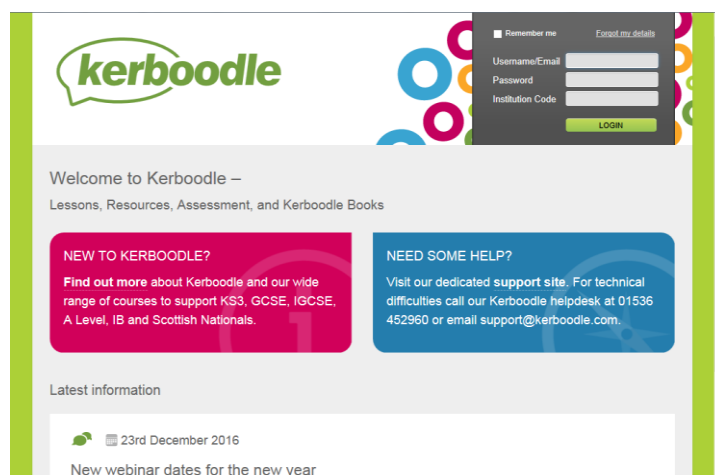 kerboodle
Remember me Forgot my details
Username/Email
Password
Institution Code
LOGIN
Welcome to Kerboodle –
Lessons, Resources, Assessment, and Kerboodle Books
NEW TO KERBOODLE?
Find out more about Kerboodle and our wide
range of courses to support KS3, GCSE, IGCSE,
A Level, IB and Scottish Nationals.
NEED SOME HELP?
Visit our dedicated support site. For technical
difficulties call our Kerboodle helpdesk at 01536
452960 or email support@kerboodle.com.
Latest information
23rd December 2016
New webinar dates for the new year